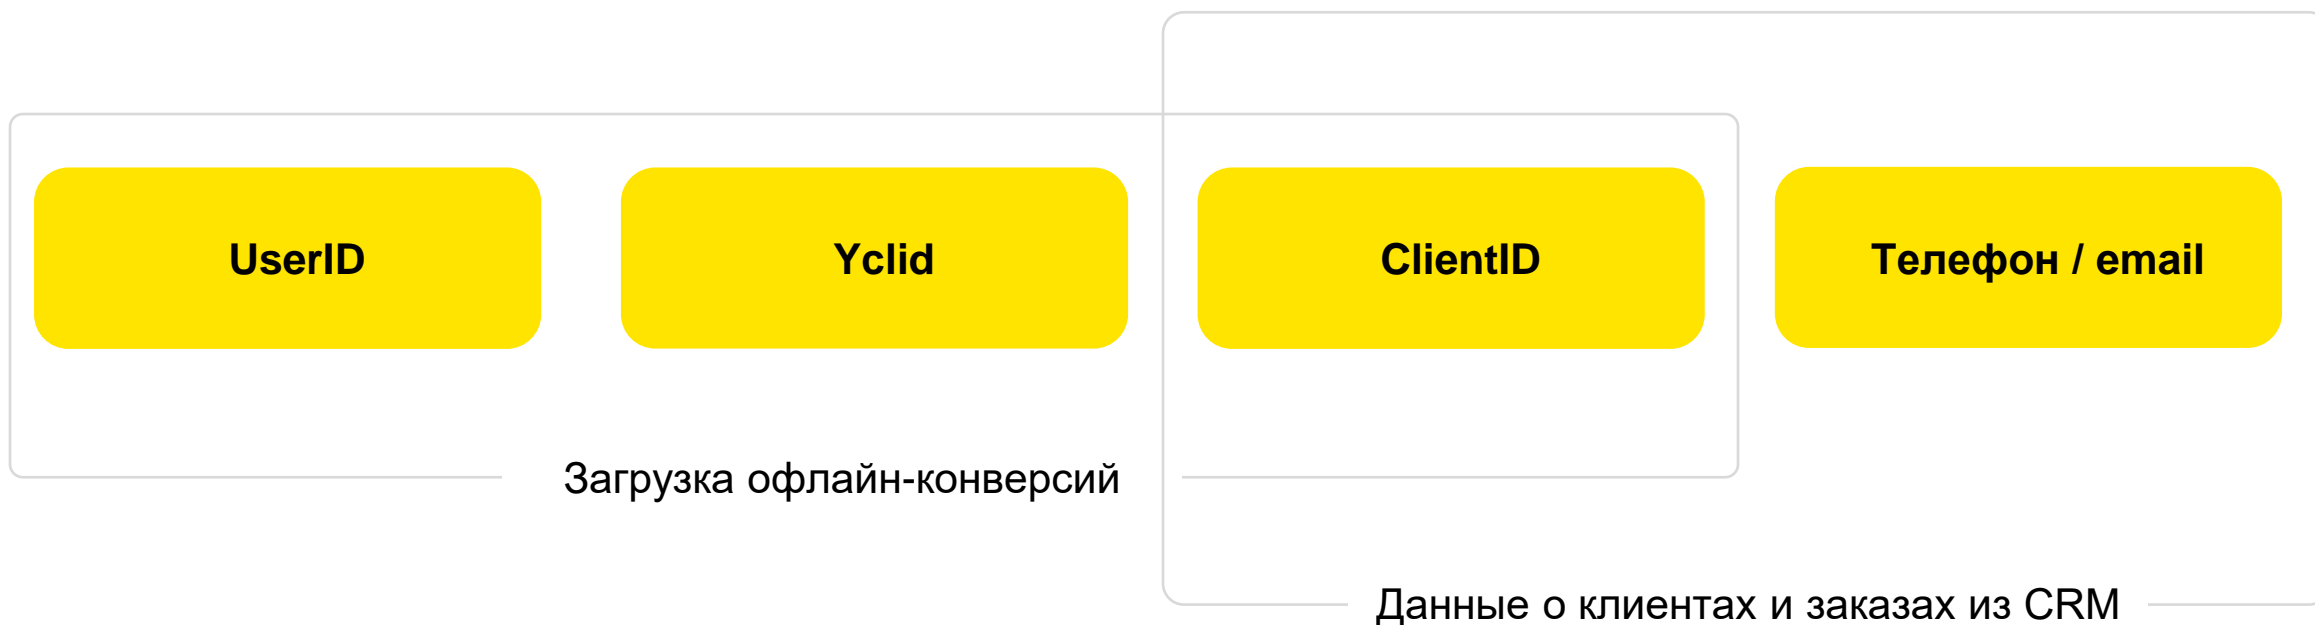 UserID
Yclid
ClientID
Телефон / email
Загрузка офлайн-конверсий
Данные о клиентах и заказах из CRM